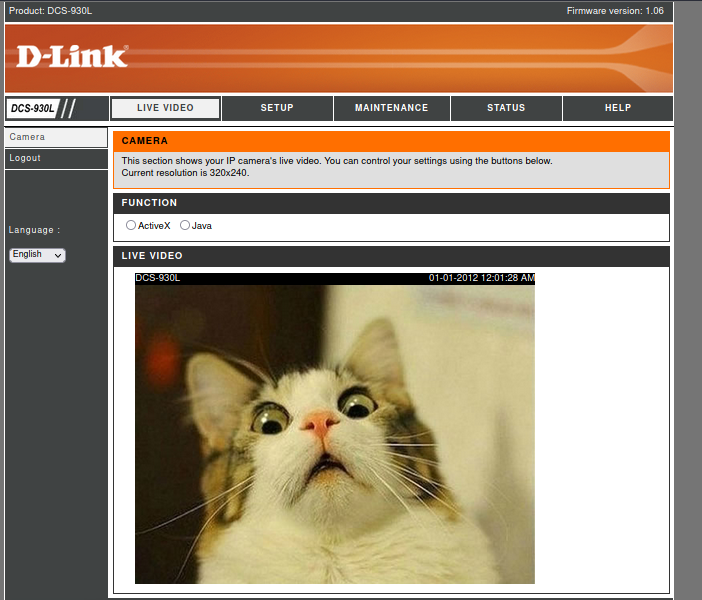 Product: DCS-930L
Firmware version: 1.06
D-Link
DCS-930L
LIVE VIDEO
SETUP
MAINTENANCE
STATUS
HELP
Camera
Logout
Language :
English
CAMERA
This section shows your IP camera's live video. You can control your settings using the buttons below.
Current resolution is 320x240.
FUNCTION
ActiveX
Java
LIVE VIDEO
DCS-930L
01-01-2012 12:01:28 AM